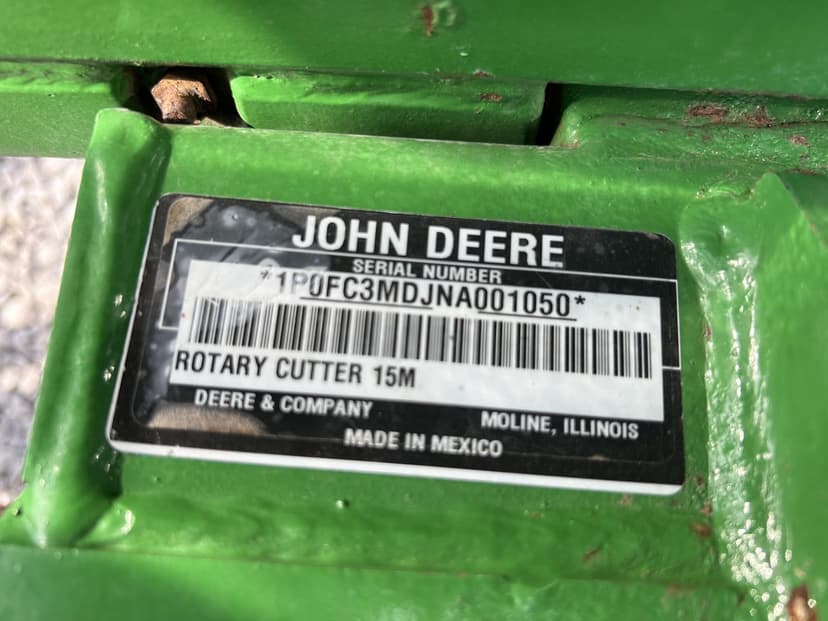 JOHN DEERE
SERIAL NUMBER
*1P0FC3MDJNA001050*
ROTARY CUTTER 15M
DEERE & COMPANY
MOLINE, ILLINOIS
MADE IN MEXICO